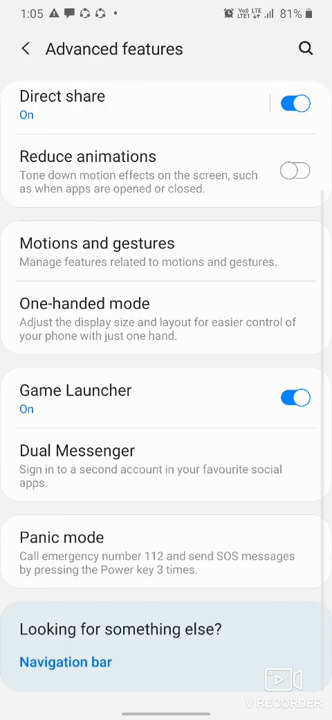 1:05
Vo)) LTE
LTE1
81%
Advanced features
Direct share
On
Reduce animations
Tone down motion effects on the screen, such
as when apps are opened or closed.
Motions and gestures
Manage features related to motions and gestures.
One-handed mode
Adjust the display size and layout for easier control of
your phone with just one hand.
Game Launcher
On
Dual Messenger
Sign in to a second account in your favourite social
apps.
Panic mode
Call emergency number 112 and send SOS messages
by pressing the Power key 3 times.
Looking for something else?
Navigation bar
V RECORDER